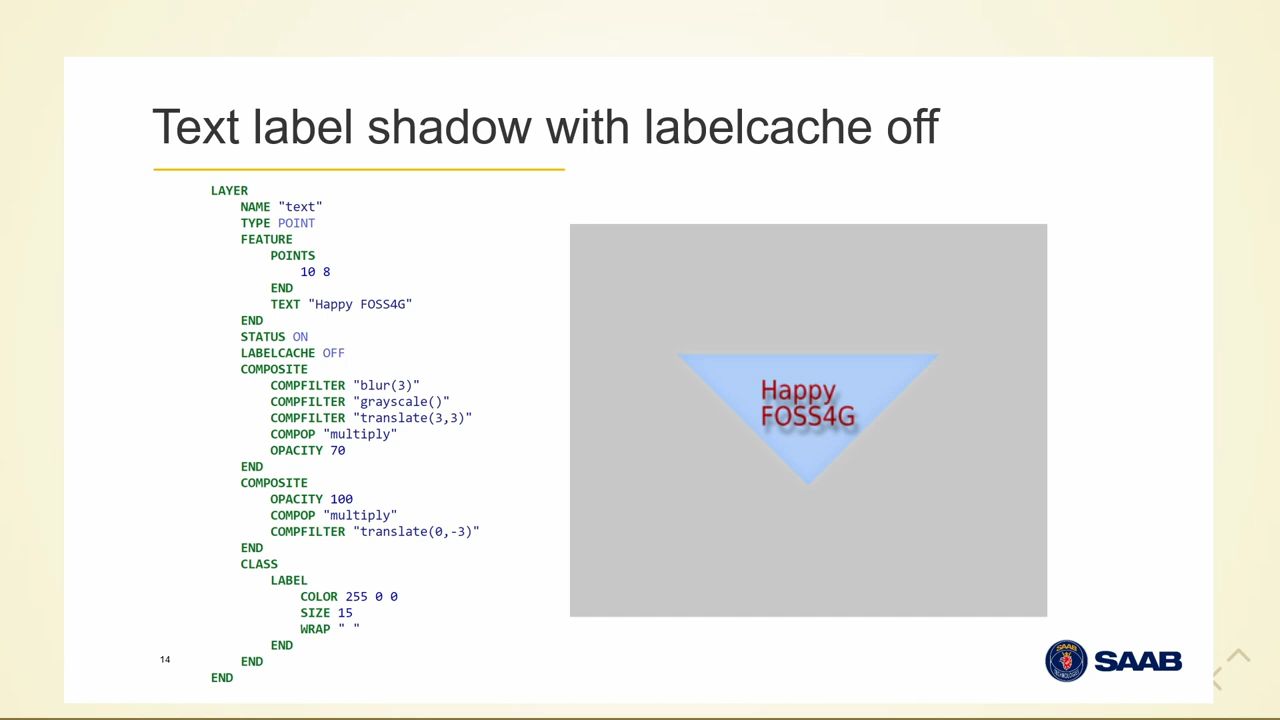 Text label shadow with labelcache off
LAYER
NAME "text"
TYPE POINT
FEATURE
POINTS
10 8
END
TEXT "Happy FOSS4G"
END
STATUS ON
LABELCACHE OFF
COMPOSITE
COMPFILTER "blur(3)"
COMPFILTER "grayscale()"
COMPFILTER "translate(3,3)"
COMPOP "multiply"
OPACITY 70
END
COMPOSITE
OPACITY 100
COMPOP "multiply"
COMPFILTER "translate(0,-3)"
END
CLASS
LABEL
COLOR 255 0 0
SIZE 15
WRAP " "
END
END
END
Happy
FOSS4G
14
SAAB
SAAB